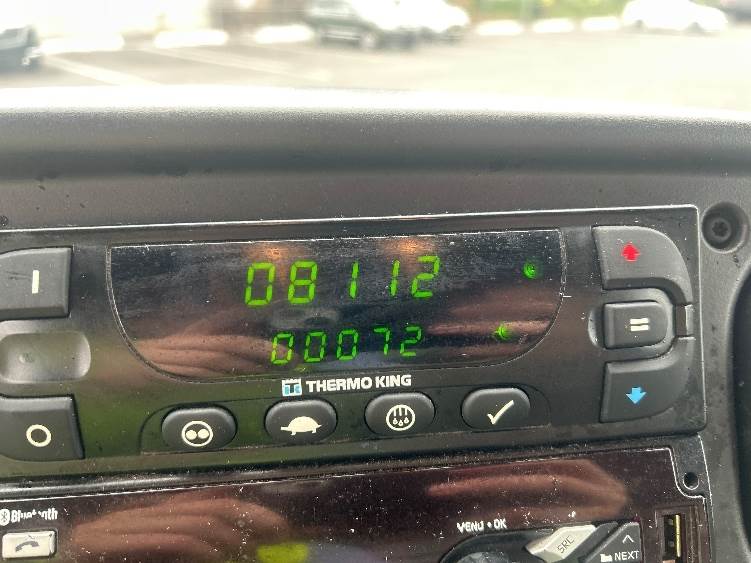 08112
00072
THERMO KING
Bluetooth
MENU • OK
SRC
NEXT